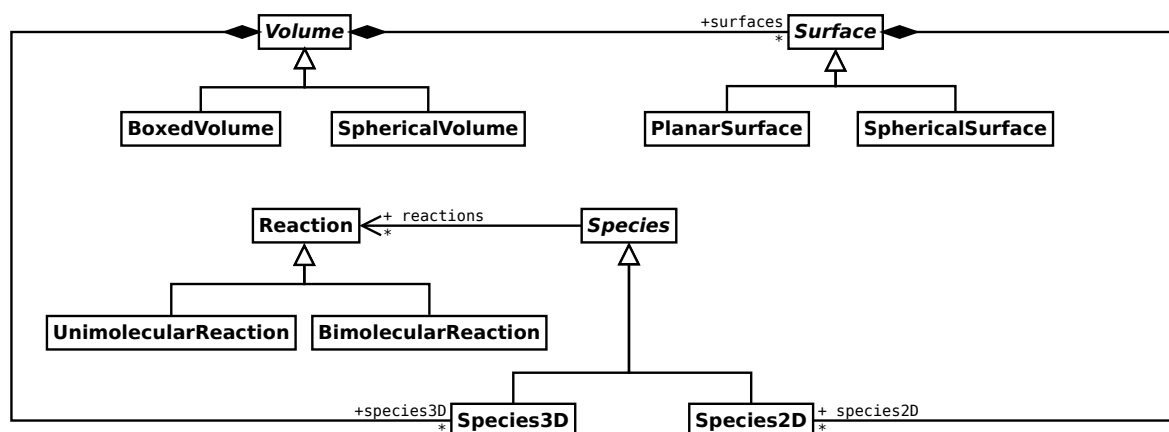 Volume
+surfaces
*
Surface
BoxedVolume
SphericalVolume
PlanarSurface
SphericalSurface
Reaction
+ reactions
*
Species
UnimolecularReaction
BimolecularReaction
+species3D
*
Species3D
Species2D
+ species2D
*